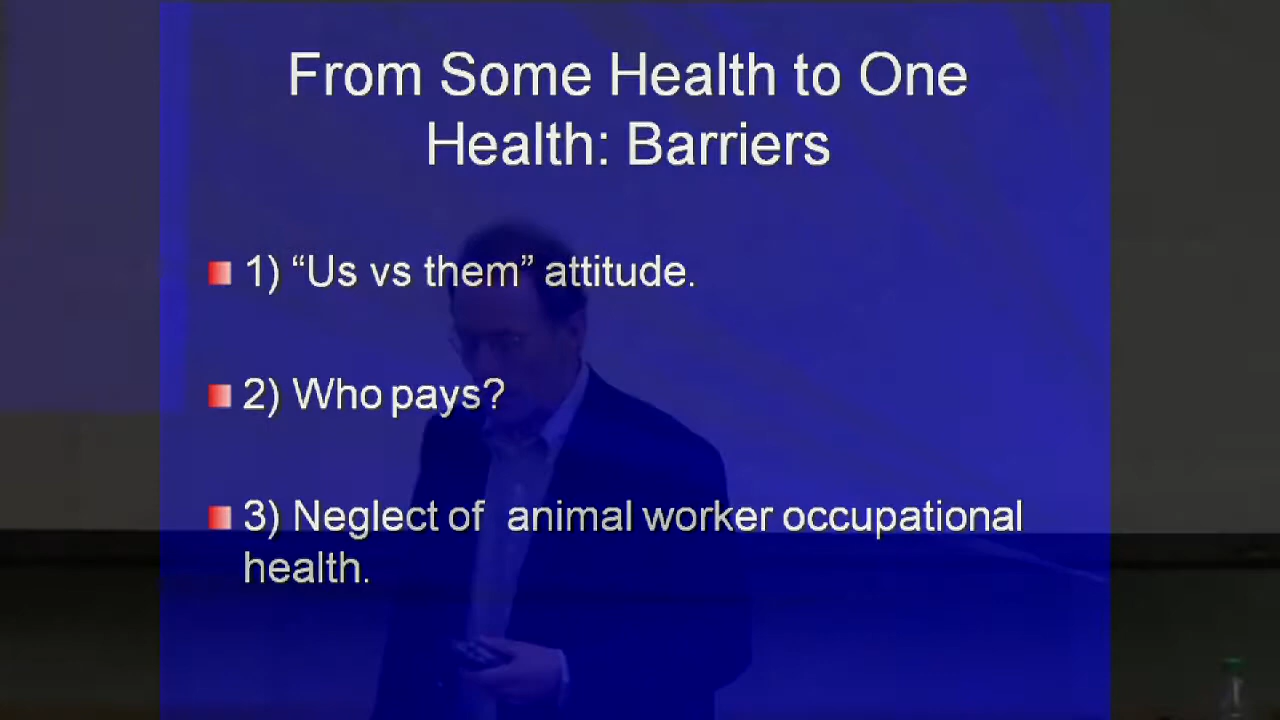 From Some Health to One
Health: Barriers
1) “Us vs them” attitude.
2) Who pays?
3) Neglect of animal worker occupational
health.